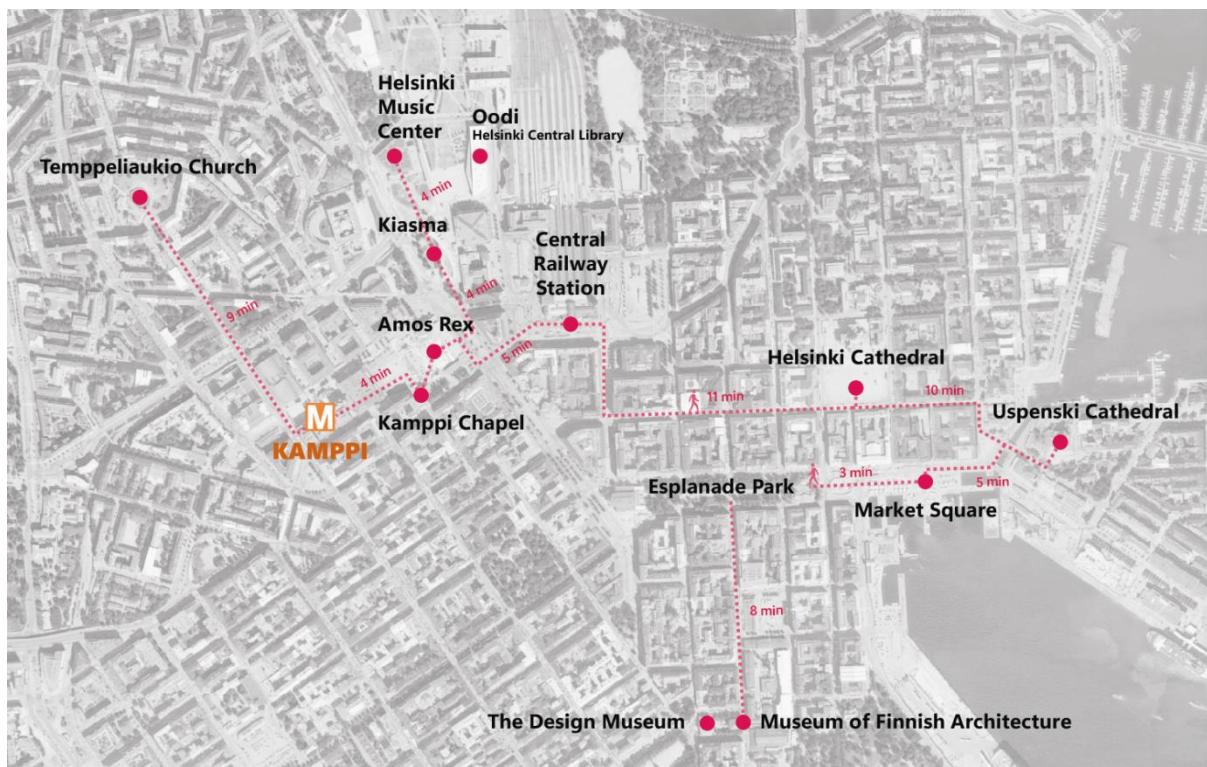 Helsinki
Music
Center
Oodi
Helsinki Central Library
Temppeliaukio Church
4 min
Kiasma
Central
Railway
Station
4 min
9 min
Amos Rex
5 min
4 min
Helsinki Cathedral
11 min
10 min
M
KAMPPI
Kamppi Chapel
Uspenski Cathedral
Esplanade Park
3 min
5 min
Market Square
8 min
The Design Museum
Museum of Finnish Architecture